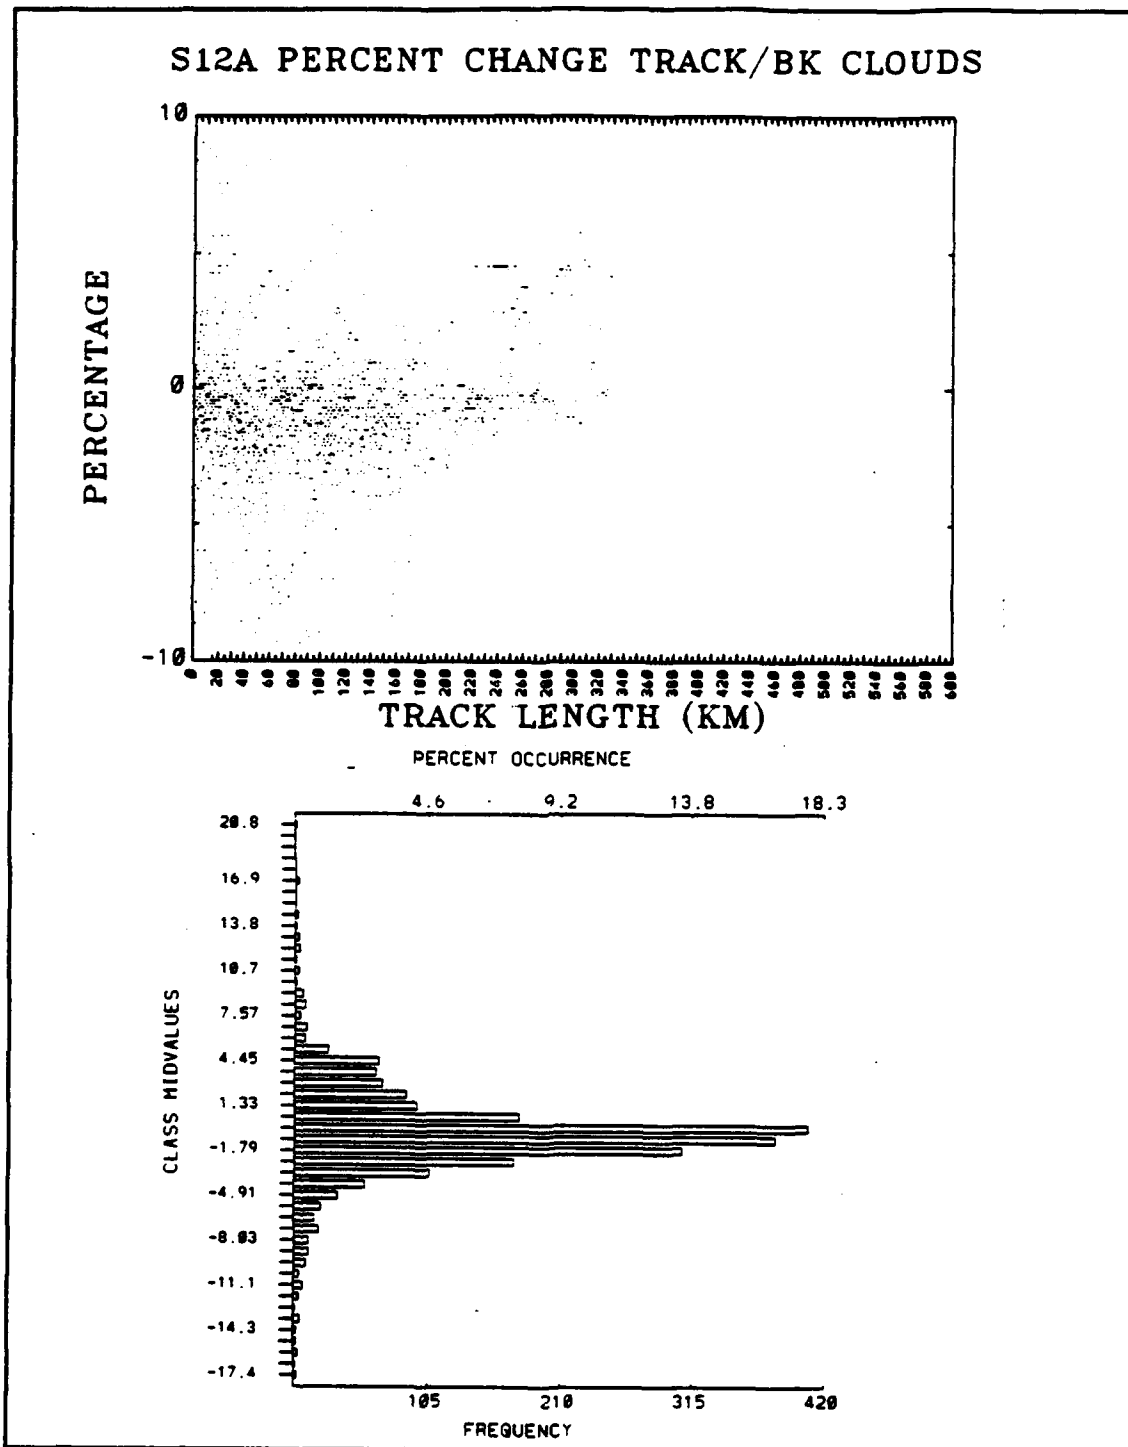 S12A PERCENT CHANGE TRACK/BK CLOUDS
10
PERCENTAGE
0
-10
0 20 40 60 80 100 120 140 160 180 200 220 240 260 280 300 320 340 360 380 400 420 440 460 480 500 520 540 560 580 600
TRACK LENGTH (KM)
PERCENT OCCURRENCE
4.6 9.2 13.8 18.3
20.8
16.9
13.8
10.7
7.57
4.45
1.33
-1.79
-4.91
-8.03
-11.1
-14.3
-17.4
CLASS MIDVALUES
105 210 315 420
FREQUENCY